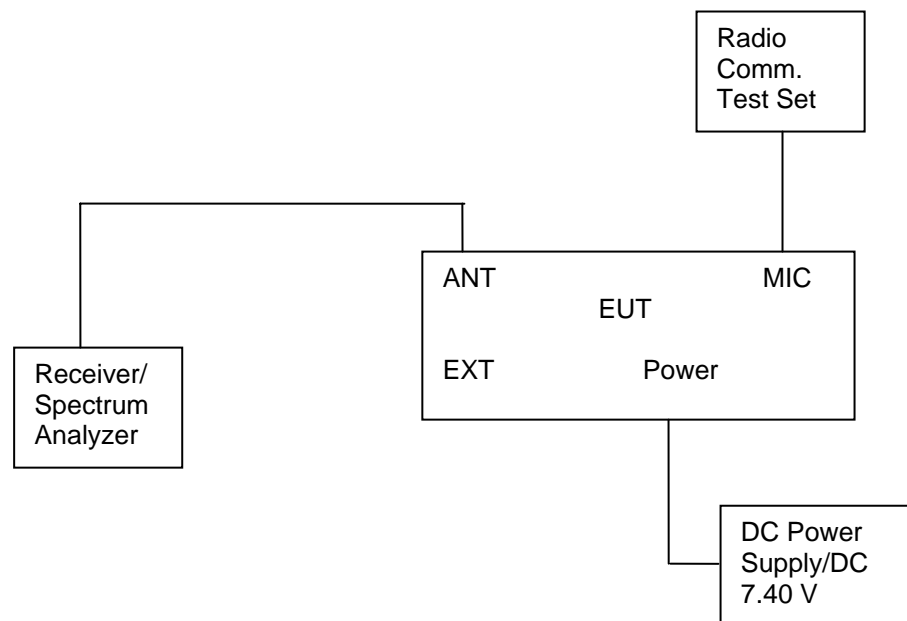 Radio
Comm.
Test Set
ANT
MIC
EUT
EXT
Power
Receiver/
Spectrum
Analyzer
DC Power
Supply/DC
7.40 V